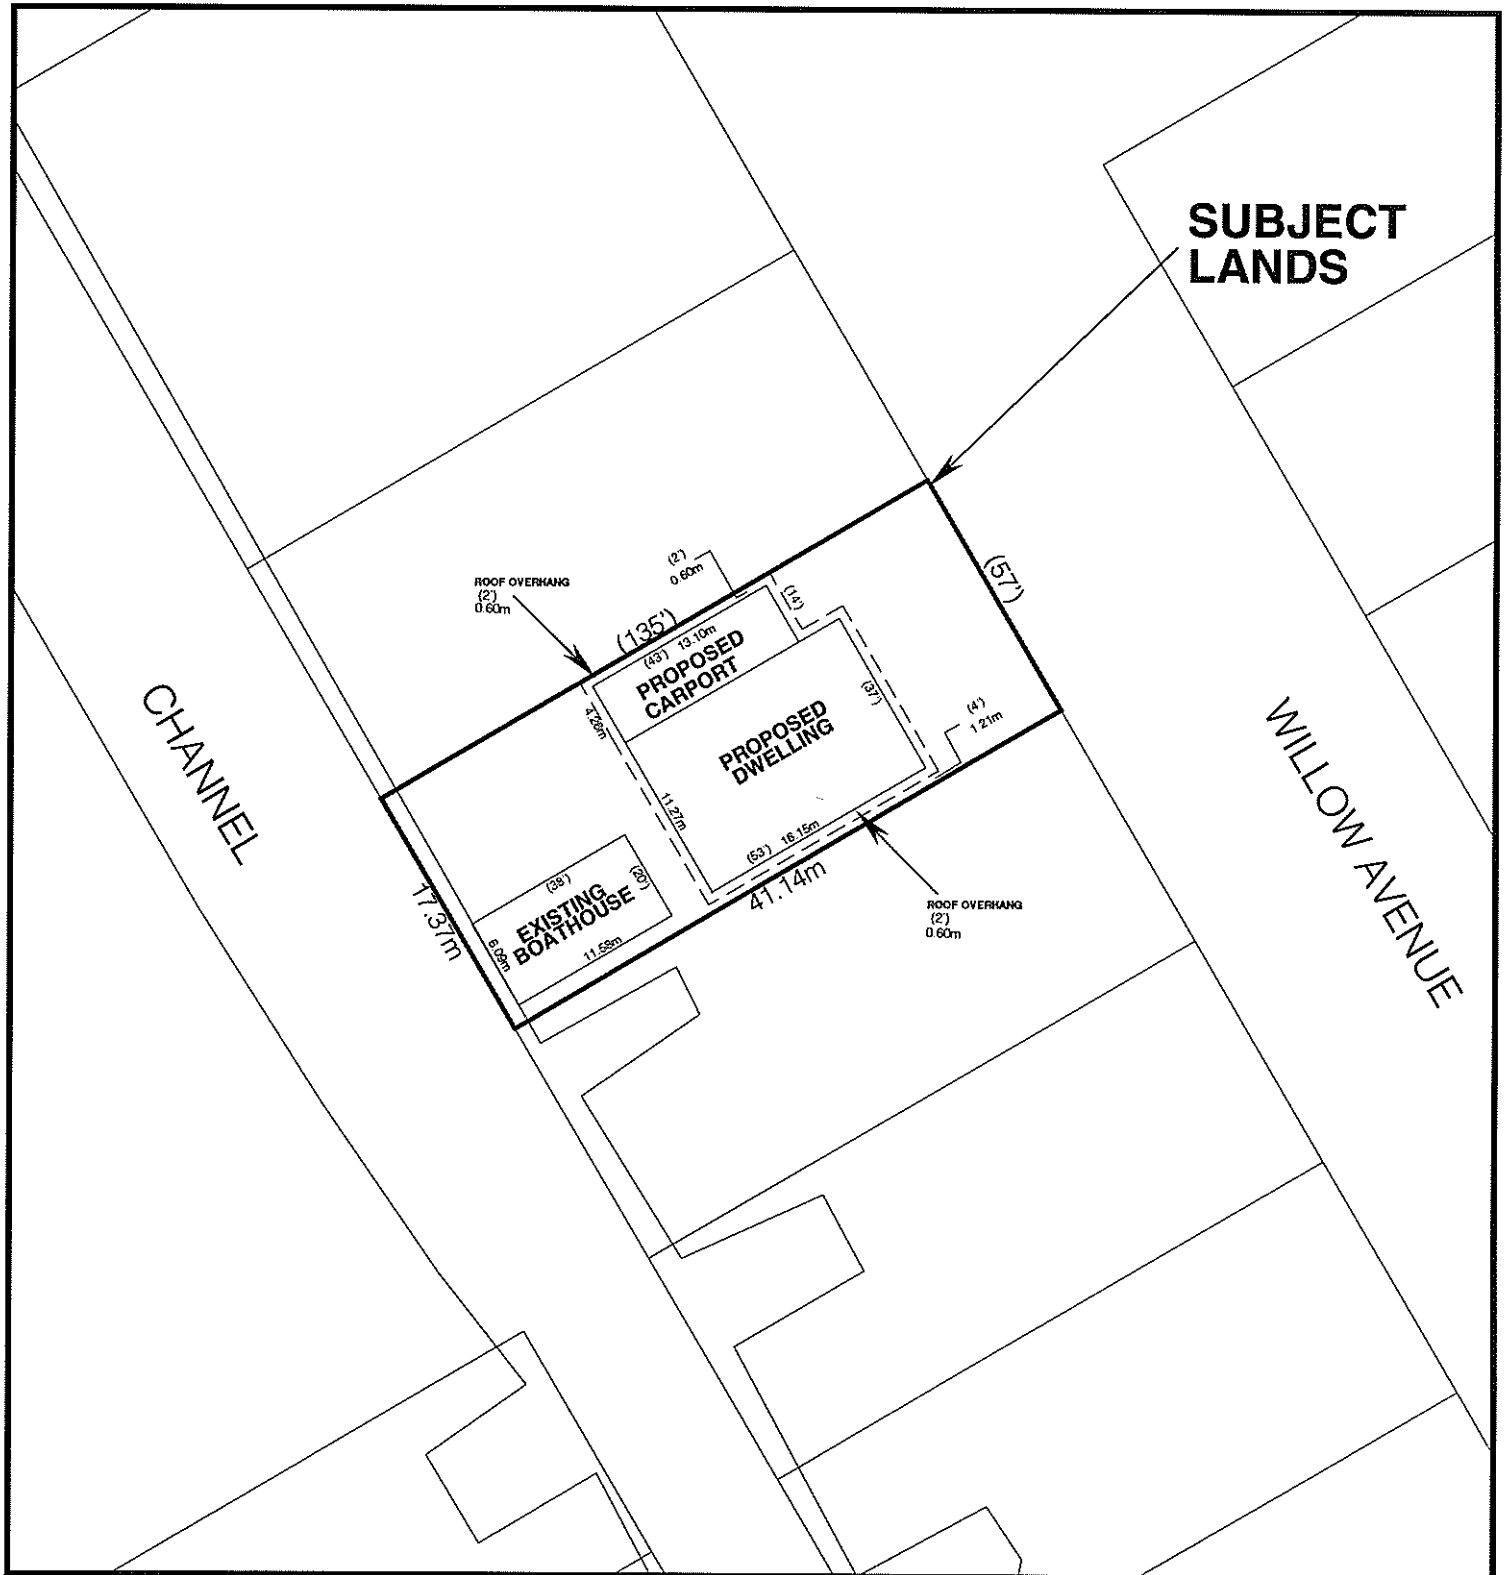 SUBJECT
LANDS
(2')
0.60m
ROOF OVERHANG
(2')
0.60m
(135')
(14')
(57')
(43') 13.10m
PROPOSED
CARPORT
4.26m
(37')
(4')
1.21m
PROPOSED
DWELLING
CHANNEL
WILLOW AVENUE
11.27m
(53') 16.15m
41.14m
(38')
(20')
EXISTING
BOATHOUSE
17.37m
6.09m
11.58m
ROOF OVERHANG
(2')
0.60m